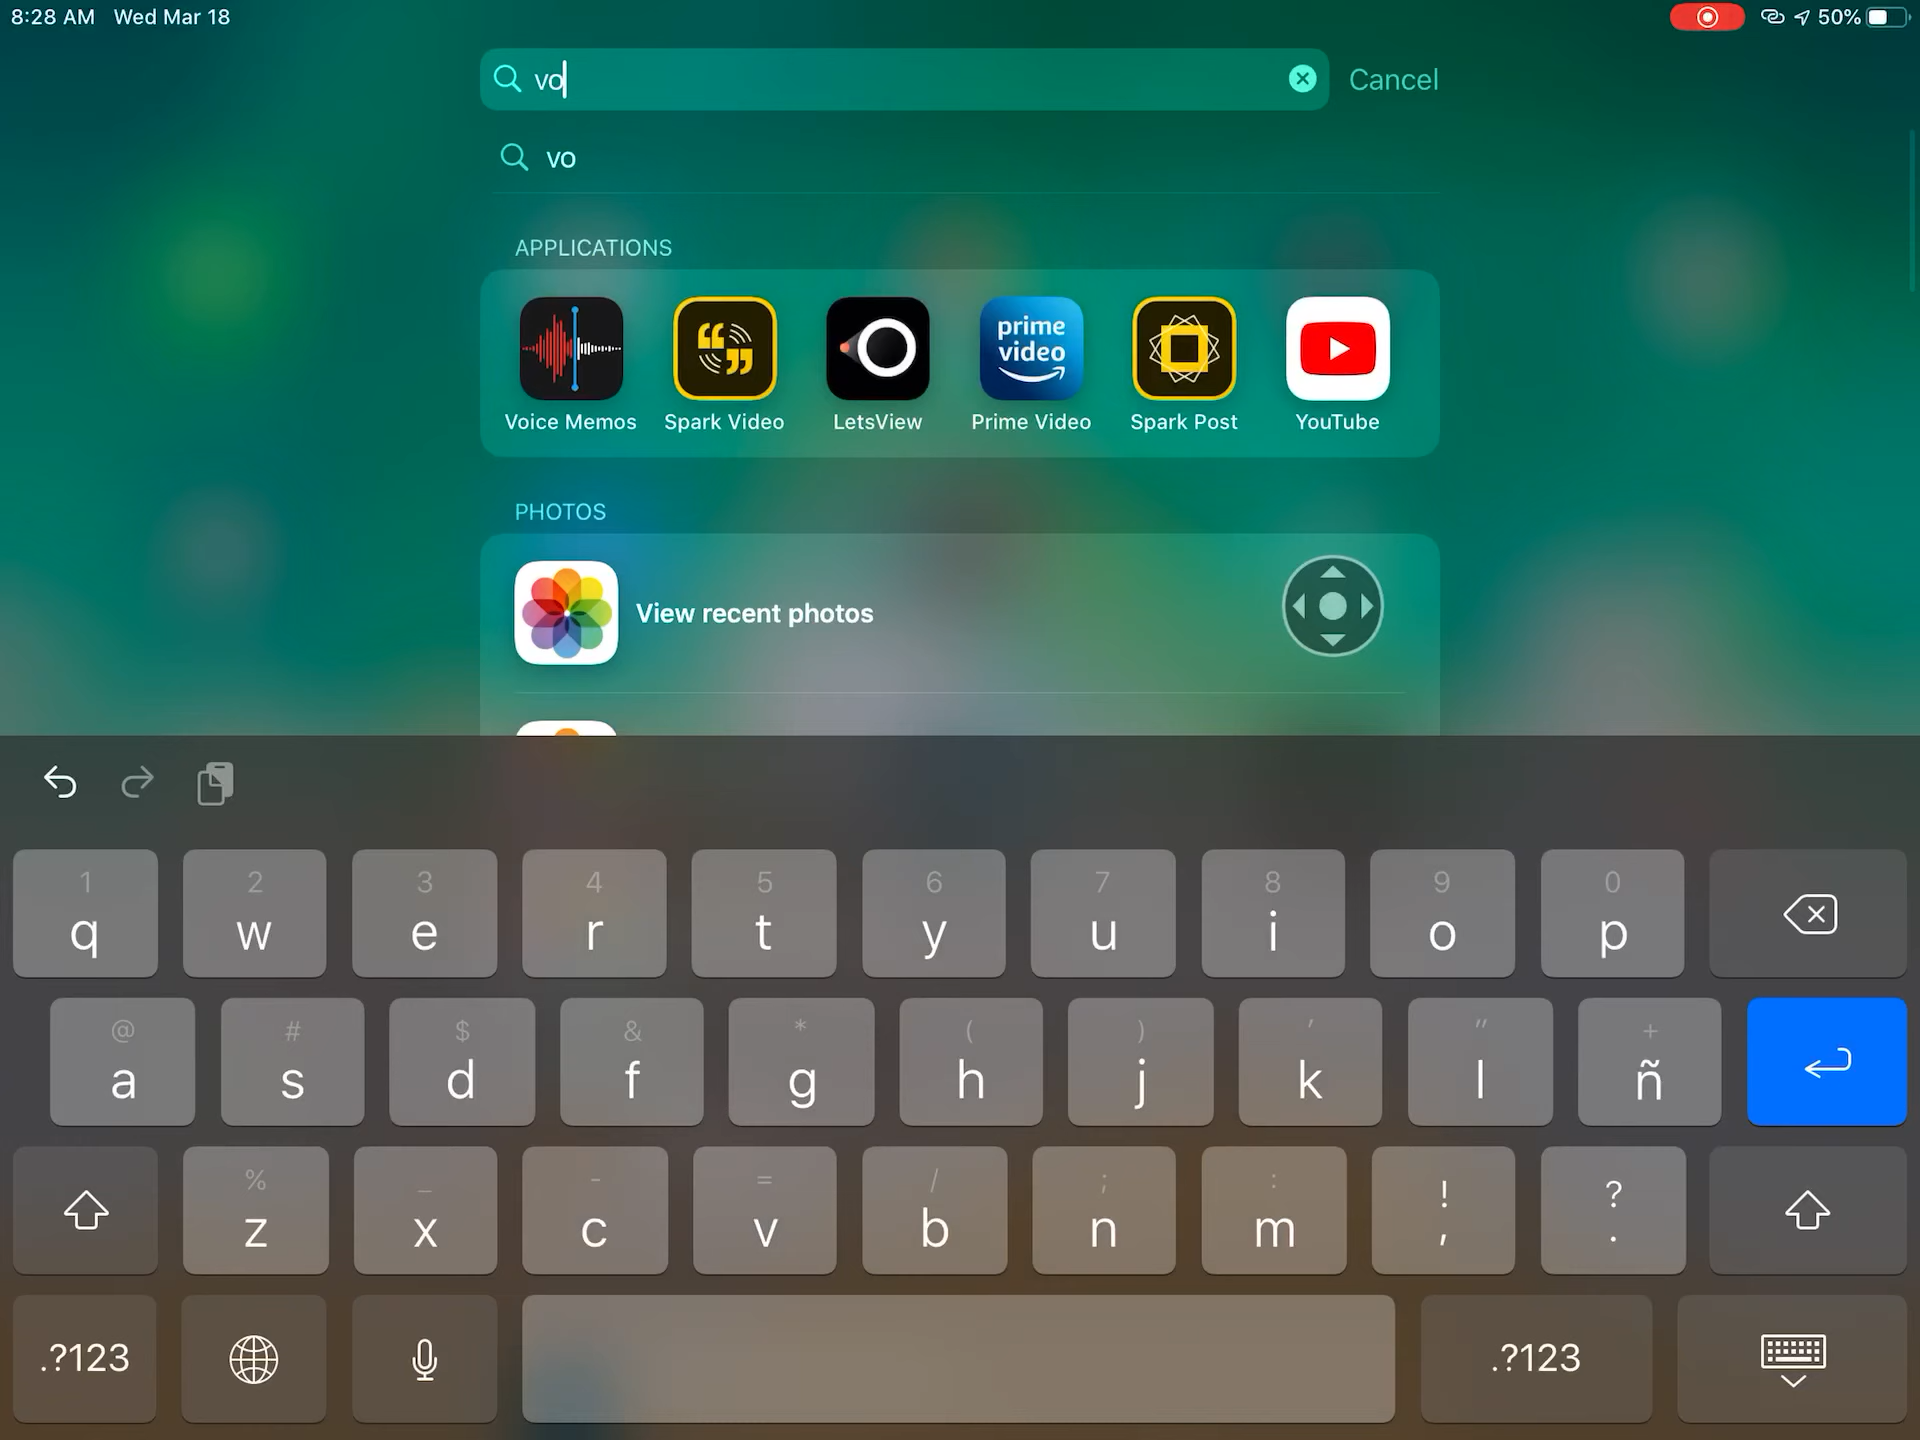 8:28 AM Wed Mar 18
50%
vo
Cancel
vo
APPLICATIONS
prime
video
Voice Memos
Spark Video
LetsView
Prime Video
Spark Post
YouTube
PHOTOS
View recent photos
1 2 3 4 5 6 7 8 9 0
q w e r t y u i o p
@ # $ & * ( ) ' " +
a s d f g h j k l ñ
% _ - = / ; : ! ?
z x c v b n m , .
.?123
.?123